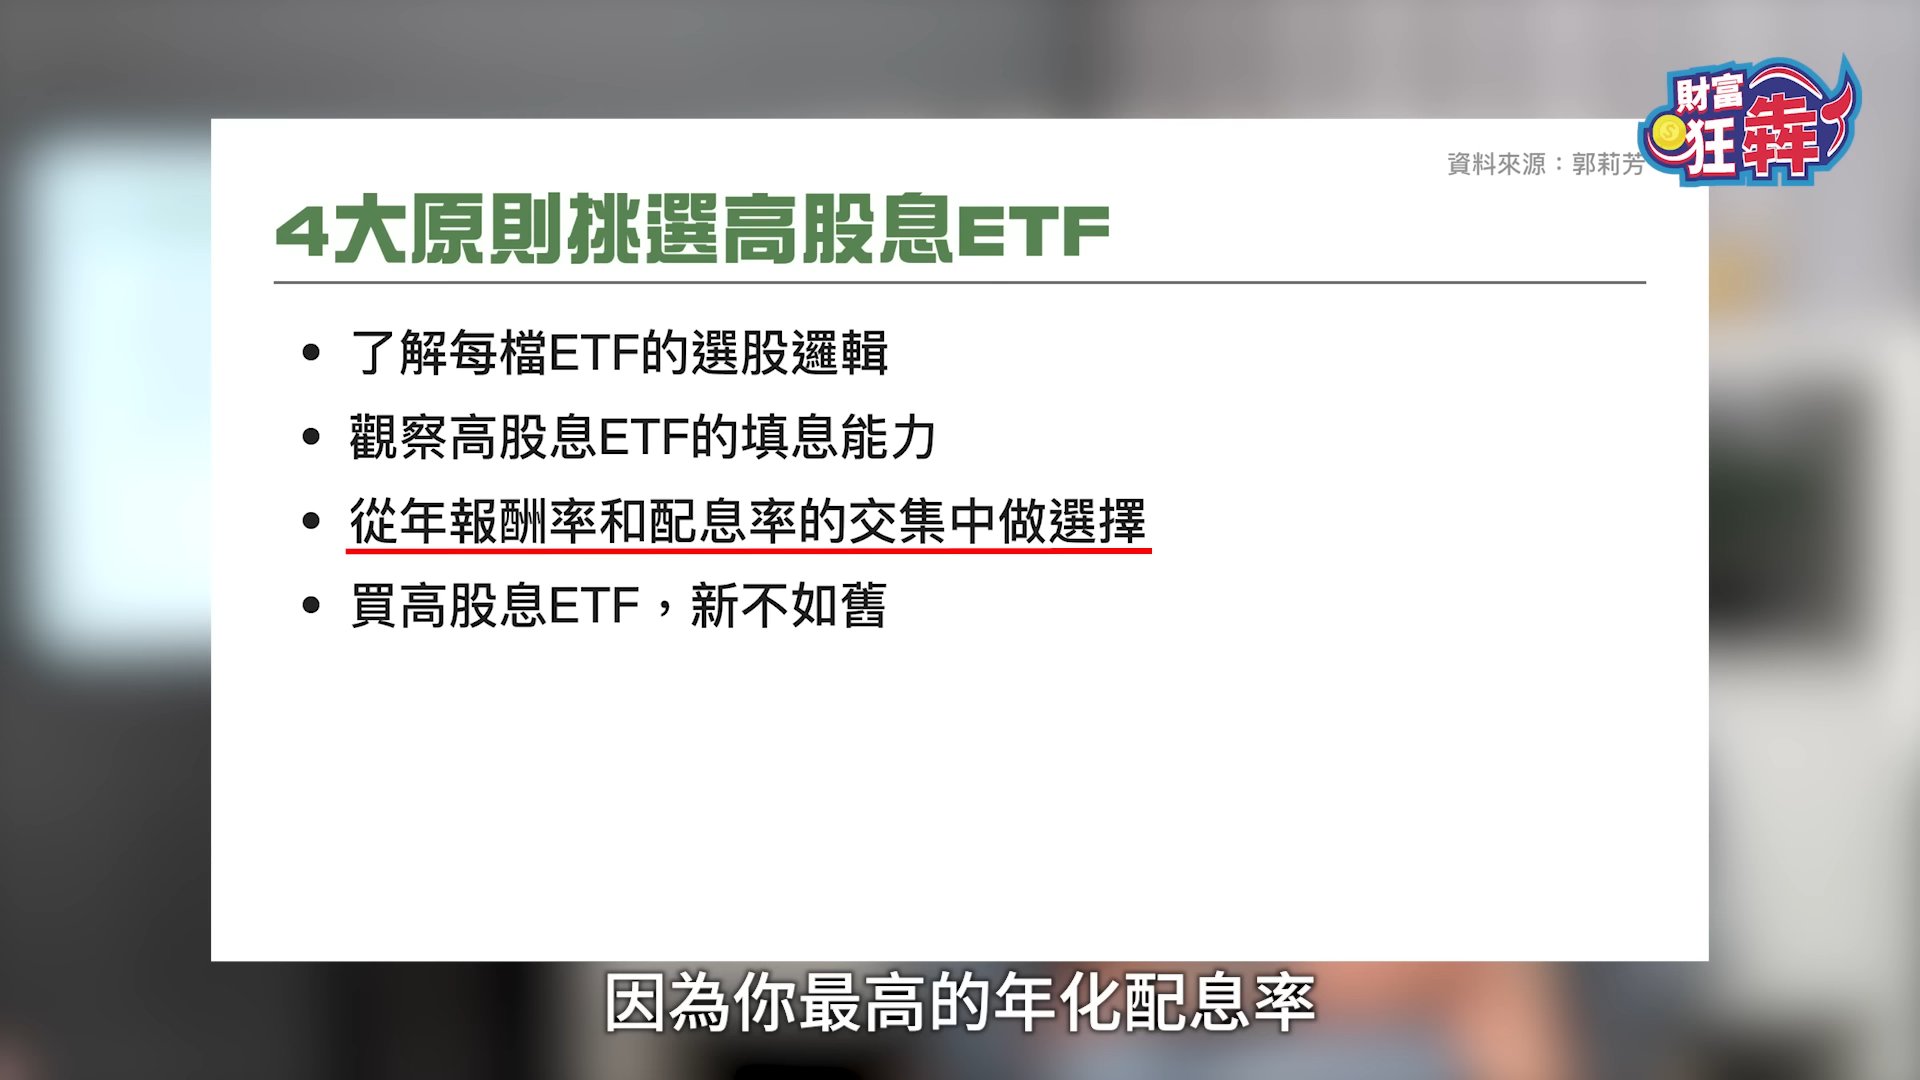 財富
狂犇
資料來源：郭莉芳
4大原則挑選高股息ETF
• 了解每檔ETF的選股邏輯
• 觀察高股息ETF的填息能力
• 從年報酬率和配息率的交集中做選擇
• 買高股息ETF，新不如舊
因為你最高的年化配息率